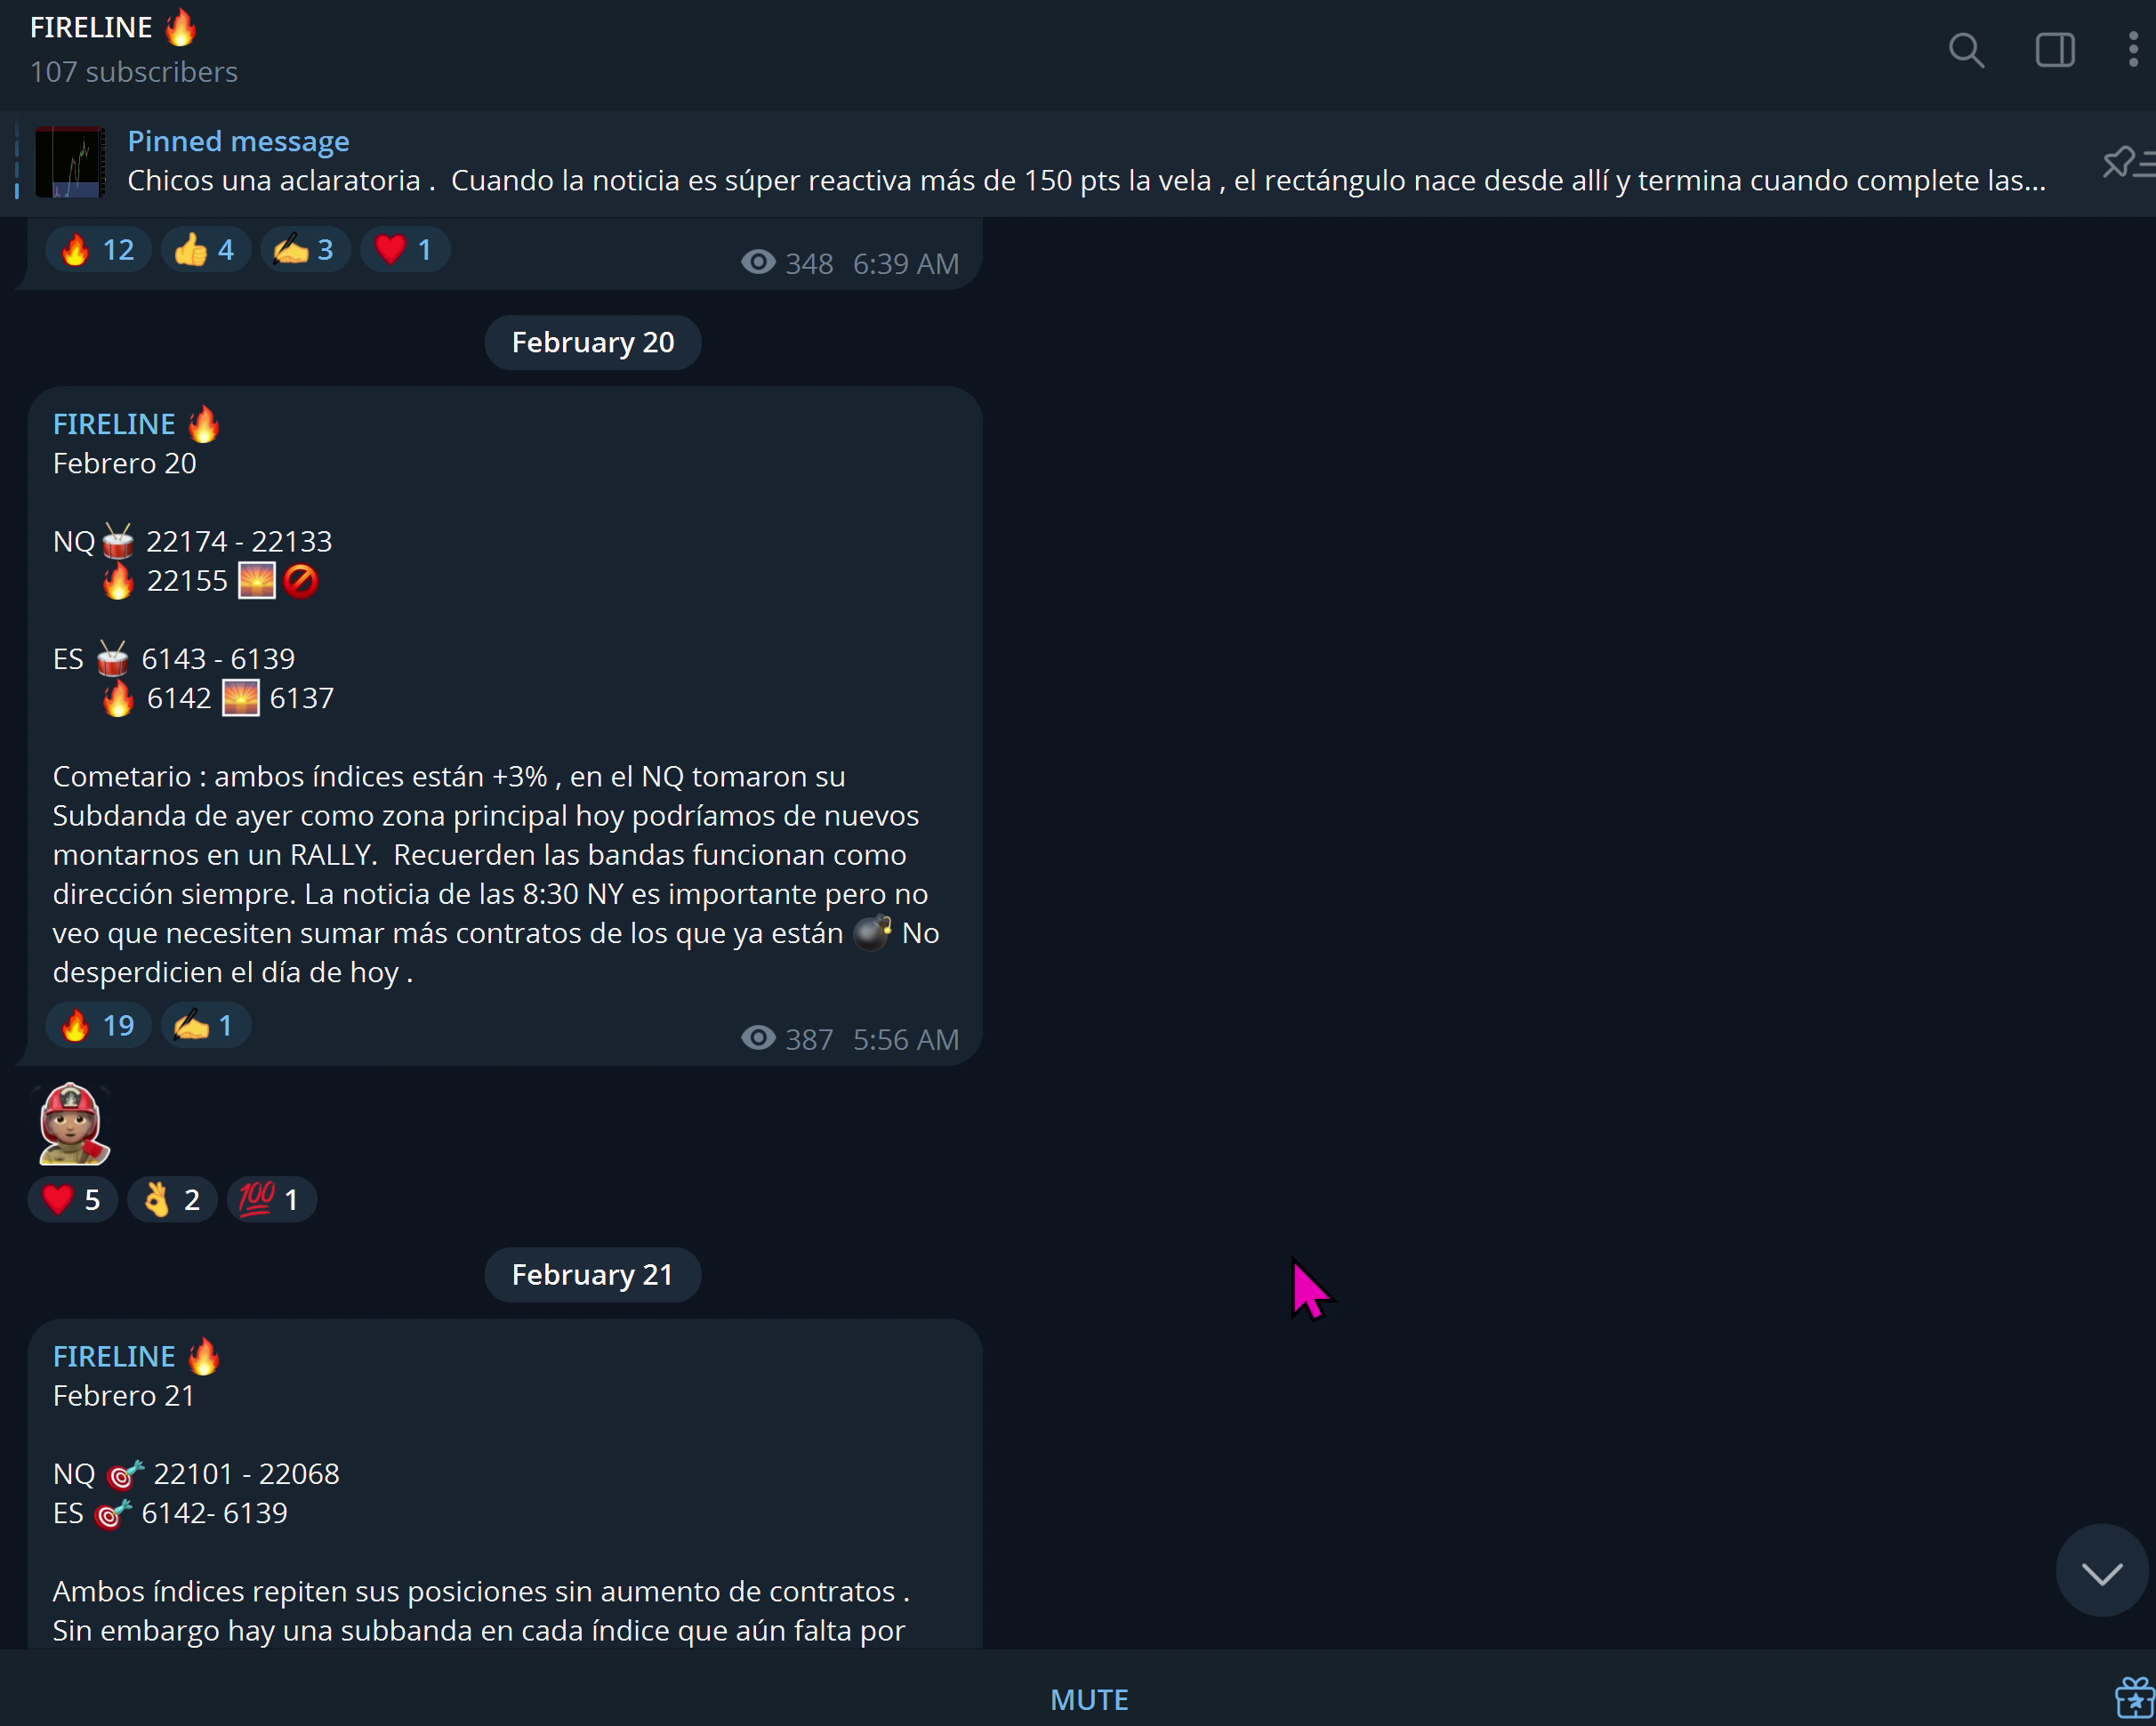 FIRELINE 🔥
107 subscribers
Pinned message
Chicos una aclaratoria .  Cuando la noticia es súper reactiva más de 150 pts la vela , el rectángulo nace desde allí y termina cuando complete las...
🔥 12 👍 4 ✍️ 3 ❤️ 1 348 6:39 AM
February 20
FIRELINE 🔥
Febrero 20
NQ🥁 22174 - 22133
🔥 22155 🌅🚫
ES 🥁 6143 - 6139
🔥 6142 🌅 6137
Cometario : ambos índices están +3% , en el NQ tomaron su
Subdanda de ayer como zona principal hoy podríamos de nuevos
montarnos en un RALLY.  Recuerden las bandas funcionan como
dirección siempre. La noticia de las 8:30 NY es importante pero no
veo que necesiten sumar más contratos de los que ya están 💣 No
desperdicien el día de hoy .
🔥 19 ✍️ 1 387 5:56 AM
❤️ 5 👌 2 💯 1
February 21
FIRELINE 🔥
Febrero 21
NQ 🎯 22101 - 22068
ES 🎯 6142- 6139
Ambos índices repiten sus posiciones sin aumento de contratos .
Sin embargo hay una subbanda en cada índice que aún falta por
MUTE